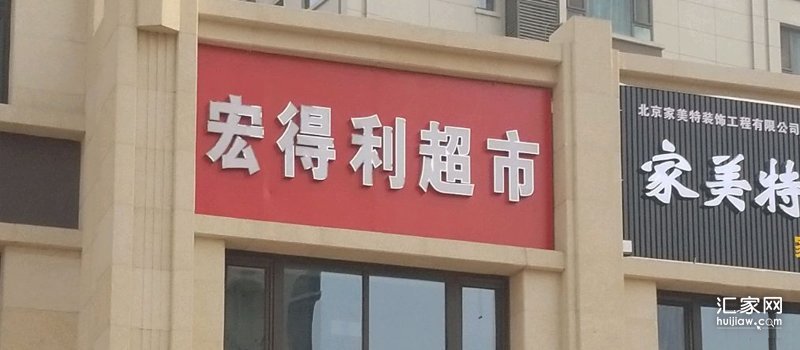 宏得利超市
北京家美特装饰工程有限公司
家美特
汇家网
huijiaw.com